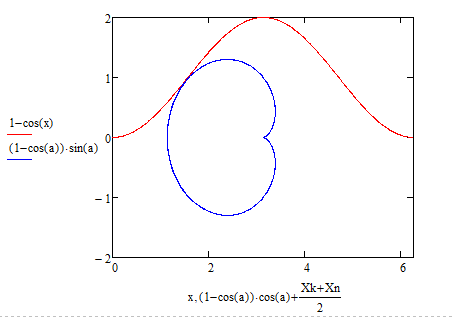 2
1
1−cos(x)
0
(1−cos(a))·sin(a)
−1
−2
0 2 4 6
x,(1−cos(a))·cos(a)+Xk+Xn
2